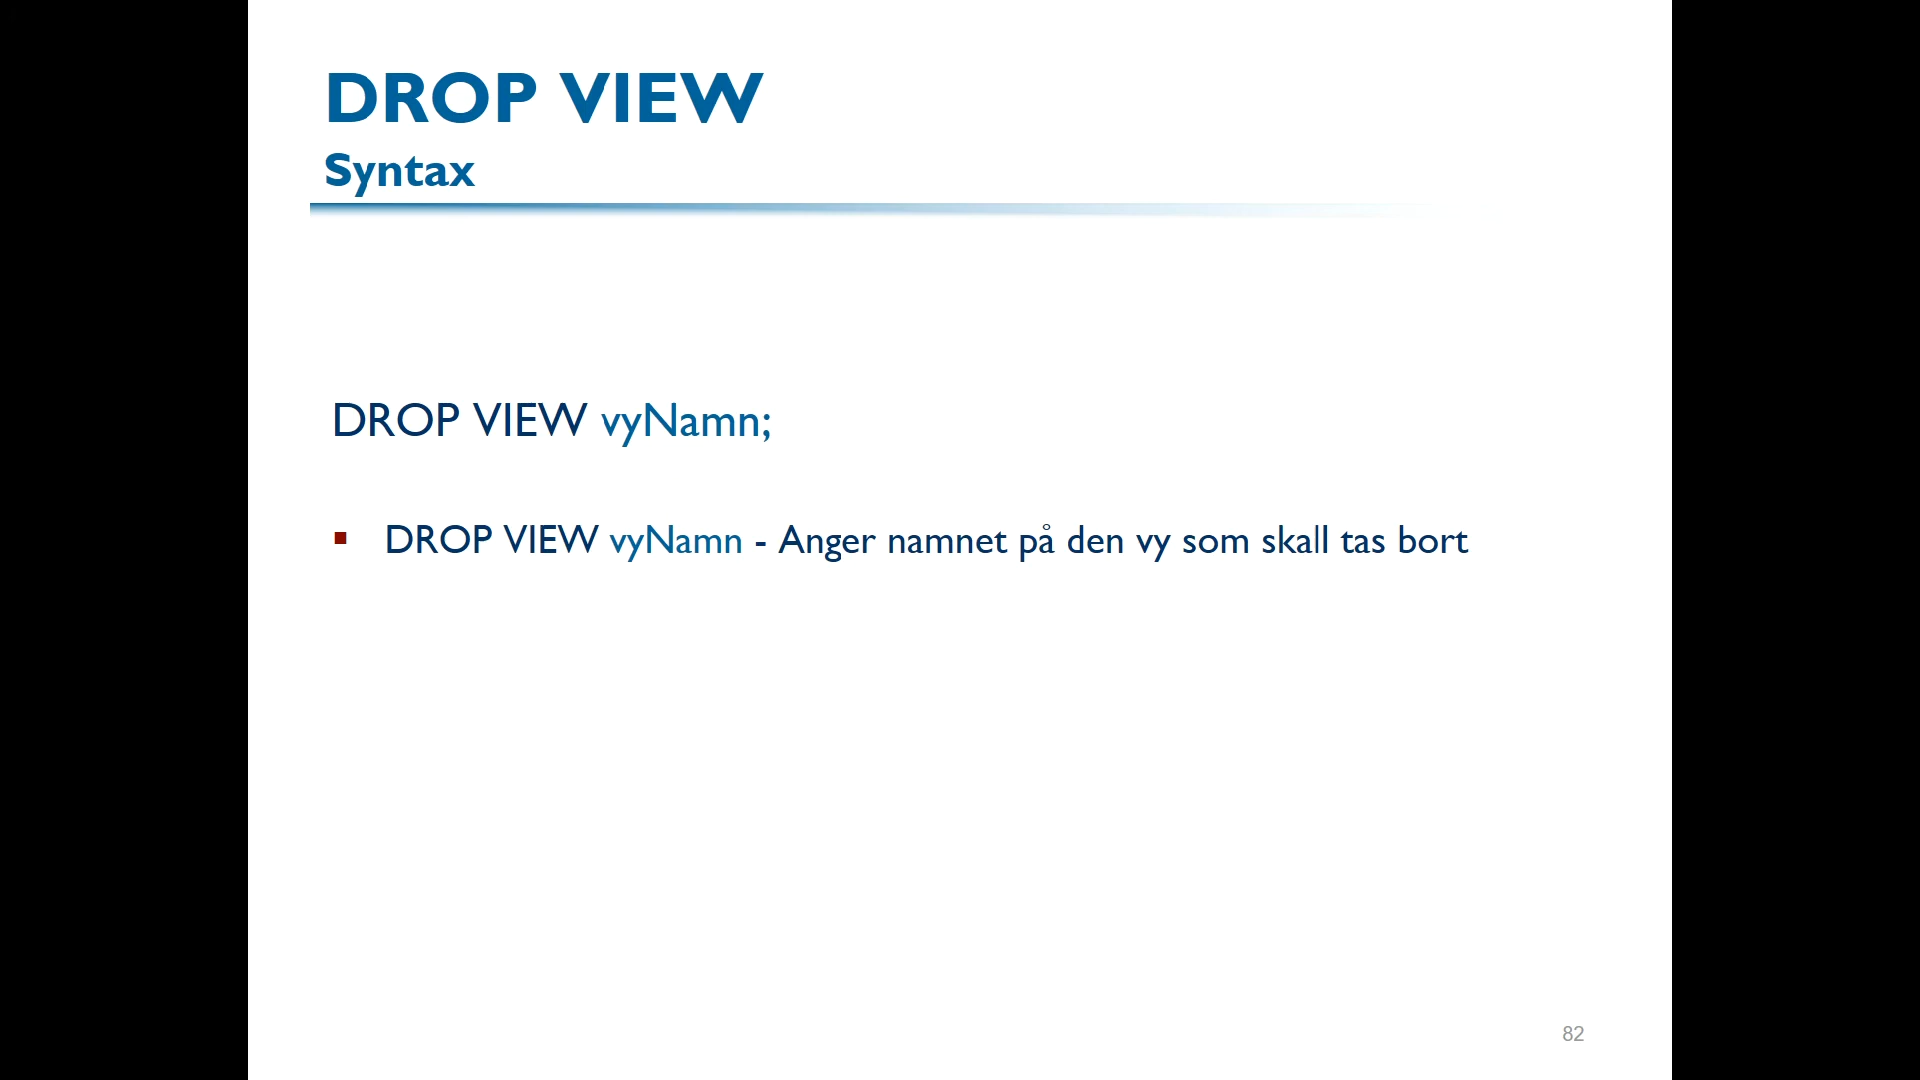 DROP VIEW
Syntax
DROP VIEW vyNamn;
▪ DROP VIEW vyNamn - Anger namnet på den vy som skall tas bort
82